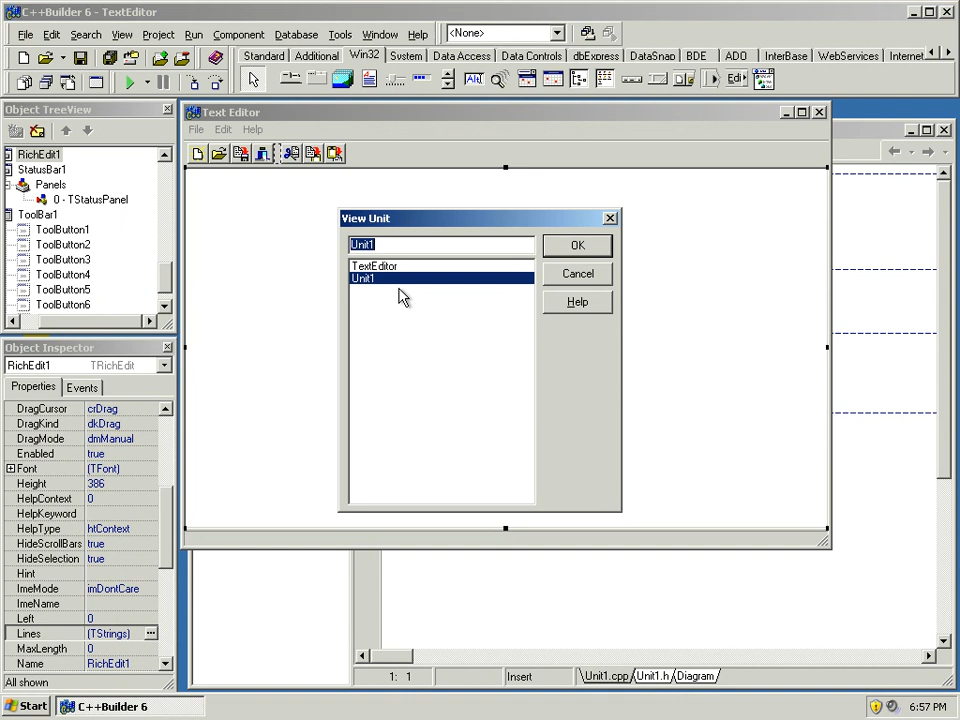 C++Builder 6 - TextEditor
File Edit Search View Project Run Component Database Tools Window Help <None>
Standard Additional Win32 System Data Access Data Controls dbExpress DataSnap BDE ADO InterBase WebServices Internet
Object TreeView
RichEdit1
StatusBar1
Panels
0 - TStatusPanel
ToolBar1
ToolButton1
ToolButton2
ToolButton3
ToolButton4
ToolButton5
ToolButton6
Object Inspector
RichEdit1 TRichEdit
Properties Events
DragCursor crDrag
DragKind dkDrag
DragMode dmManual
Enabled true
Font (TFont)
Height 386
HelpContext 0
HelpKeyword
HelpType htContext
HideScrollBars true
HideSelection true
Hint
ImeMode imDontCare
ImeName
Left 0
Lines (TStrings)
MaxLength 0
Name RichEdit1
All shown
Text Editor
File Edit Help
View Unit
Unit1
TextEditor
Unit1
OK
Cancel
Help
1: 1 Insert Unit1.cpp Unit1.h Diagram
Start C++Builder 6 6:57 PM